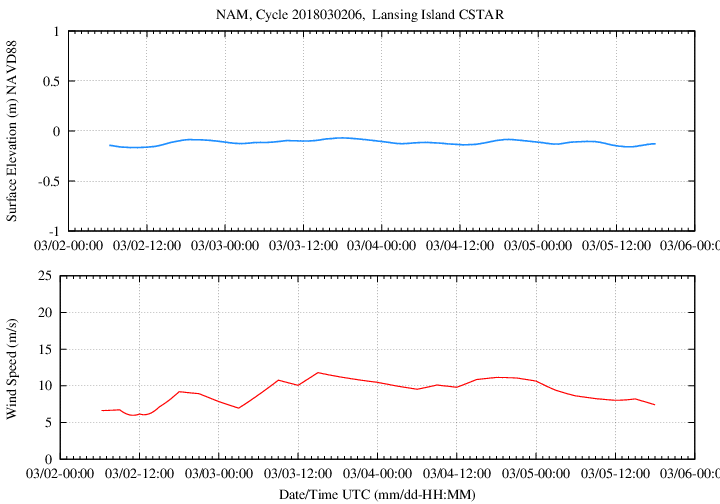 NAM, Cycle 2018030206,  Lansing Island CSTAR
Surface Elevation (m) NAVD88
1
0.5
0
-0.5
-1
03/02-00:00 03/02-12:00 03/03-00:00 03/03-12:00 03/04-00:00 03/04-12:00 03/05-00:00 03/05-12:00 03/06-00:0
Wind Speed (m/s)
25
20
15
10
5
0
03/02-00:00 03/02-12:00 03/03-00:00 03/03-12:00 03/04-00:00 03/04-12:00 03/05-00:00 03/05-12:00 03/06-00:0
Date/Time UTC (mm/dd-HH:MM)